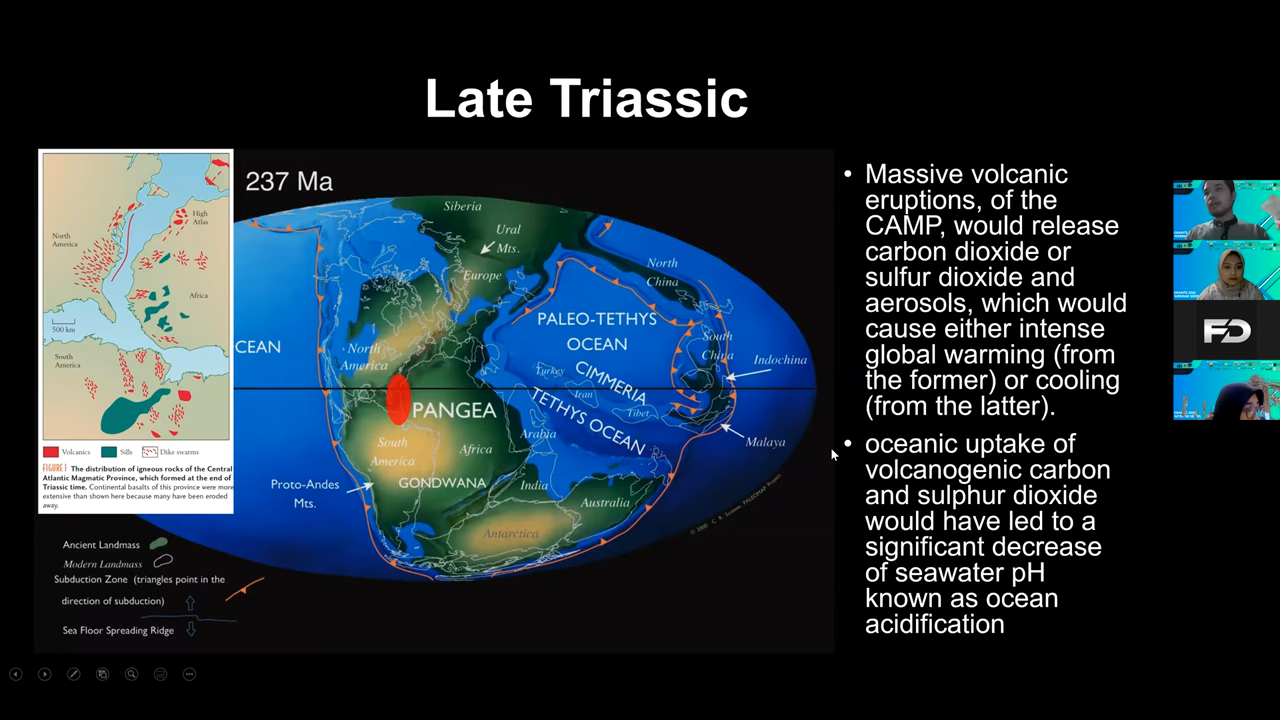 Late Triassic
237 Ma
North
America
High
Atlas
Africa
500 km
South
America
Volcanics
Sills
Dike swarms
FIGURE 1 The distribution of igneous rocks of the Central
Atlantic Magmatic Province, which formed at the end of
Triassic time. Continental basalts of this province were more
extensive than shown here because many have been eroded
away.
Siberia
Ural
Mts.
Europe
North
China
PALEO-TETHYS
OCEAN
CEAN
North
America
South
China
Indochina
Turkey
CIMMERIA
Iran
Tibet
PANGEA
TETHYS OCEAN
Arabia
Malaya
South
America
Africa
Proto-Andes
Mts.
GONDWANA
India
Australia
Antarctica
© 2000 C. R. Scotese PALEOMAP Project
Ancient Landmass
Modern Landmass
Subduction Zone (triangles point in the
direction of subduction)
Sea Floor Spreading Ridge
• Massive volcanic
eruptions, of the
CAMP, would release
carbon dioxide or
sulfur dioxide and
aerosols, which would
cause either intense
global warming (from
the former) or cooling
(from the latter).
• oceanic uptake of
volcanogenic carbon
and sulphur dioxide
would have led to a
significant decrease
of seawater pH
known as ocean
acidification
FD